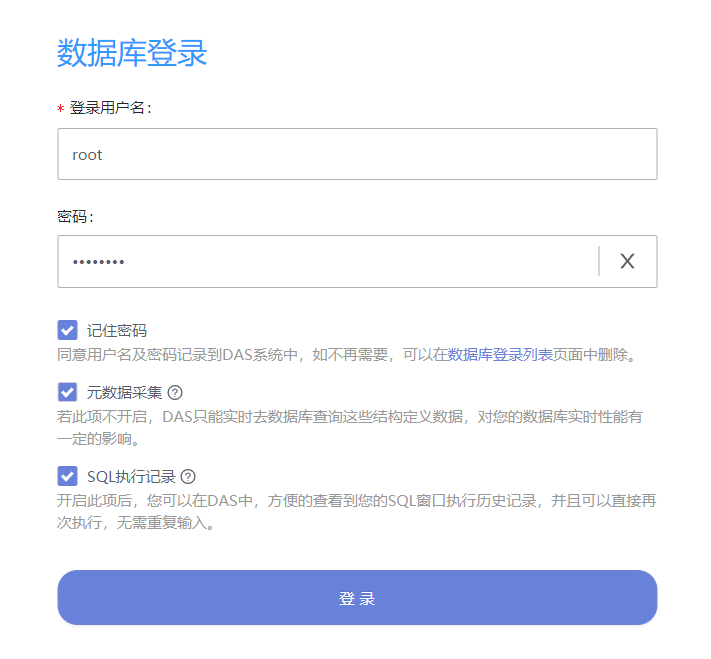 数据库登录
* 登录用户名：
root
密码：
••••••••
X
记住密码
同意用户名及密码记录到DAS系统中，如不再需要，可以在数据库登录列表页面中删除。
元数据采集 ?
若此项不开启，DAS只能实时去数据库查询这些结构定义数据，对您的数据库实时性能有
一定的影响。
SQL执行记录 ?
开启此项后，您可以在DAS中，方便的查看到您的SQL窗口执行历史记录，并且可以直接再
次执行，无需重复输入。
登 录